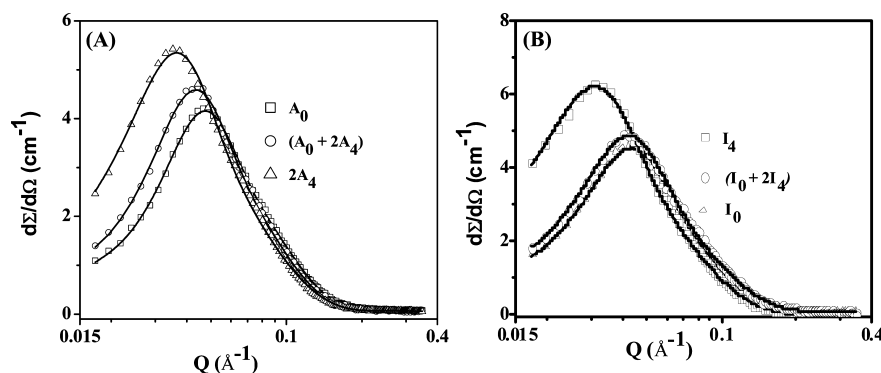 (A)
6
4
2
0
dΣ/dΩ (cm⁻¹)
A₀
(A₀ + 2A₄)
2A₄
0.015
0.1
0.4
Q (Å⁻¹)
(B)
8
6
4
2
0
dΣ/dΩ (cm⁻¹)
I₄
(I₀ + 2I₄)
I₀
0.015
0.1
0.4
Q (Å⁻¹)